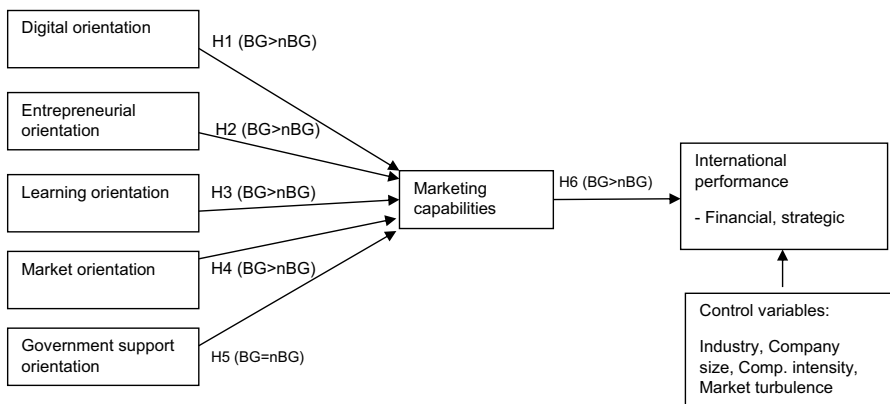 Digital orientation
H1 (BG>nBG)
Entrepreneurial
orientation
H2 (BG>nBG)
Learning orientation
H3 (BG>nBG)
Market orientation
H4 (BG>nBG)
Government support
orientation
H5 (BG=nBG)
Marketing
capabilities
H6 (BG>nBG)
International
performance
- Financial, strategic
Control variables:
Industry, Company
size, Comp. intensity,
Market turbulence